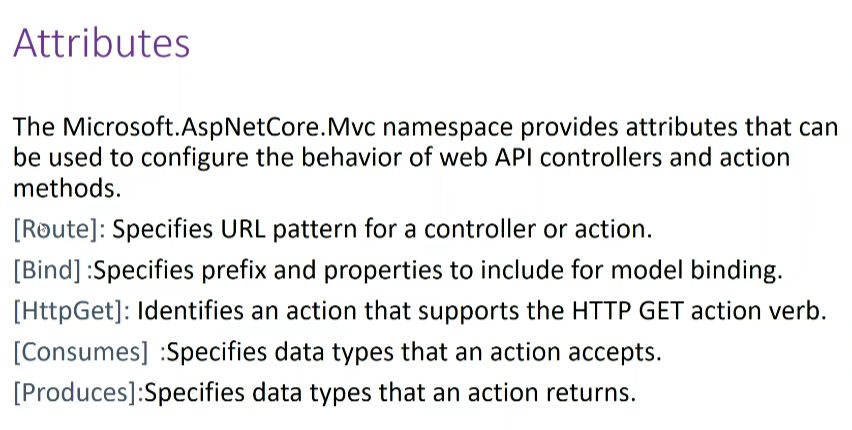 Attributes
The Microsoft.AspNetCore.Mvc namespace provides attributes that can
be used to configure the behavior of web API controllers and action
methods.
[Route]: Specifies URL pattern for a controller or action.
[Bind] :Specifies prefix and properties to include for model binding.
[HttpGet]: Identifies an action that supports the HTTP GET action verb.
[Consumes] :Specifies data types that an action accepts.
[Produces]:Specifies data types that an action returns.